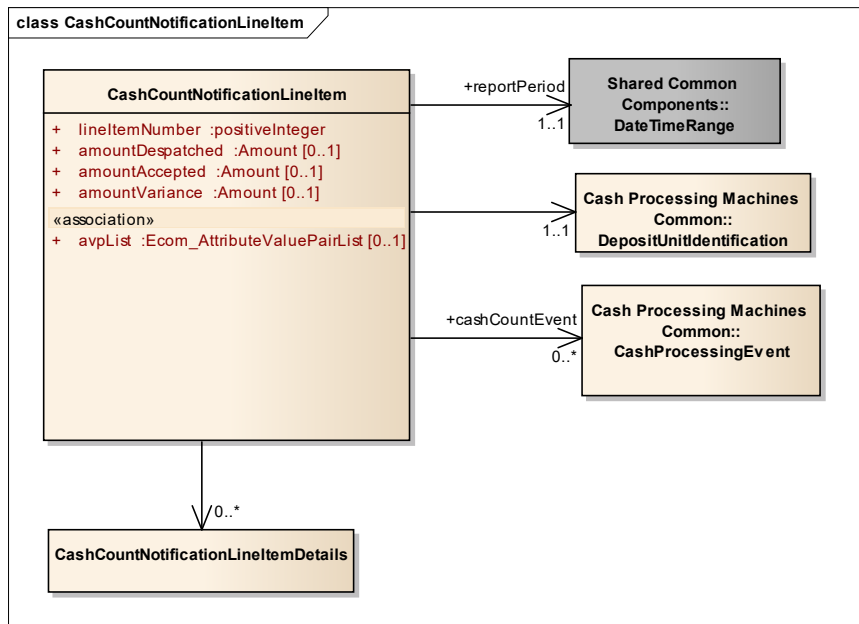 class CashCountNotificationLineItem
CashCountNotificationLineItem
+ lineItemNumber :positiveInteger
+ amountDespatched :Amount [0..1]
+ amountAccepted :Amount [0..1]
+ amountVariance :Amount [0..1]
«association»
+ avpList :Ecom_AttributeValuePairList [0..1]
+reportPeriod
1..1
Shared Common
Components::
DateTimeRange
1..1
Cash Processing Machines
Common::
DepositUnitIdentification
+cashCountEvent
0..*
Cash Processing Machines
Common::
CashProcessingEvent
0..*
CashCountNotificationLineItemDetails